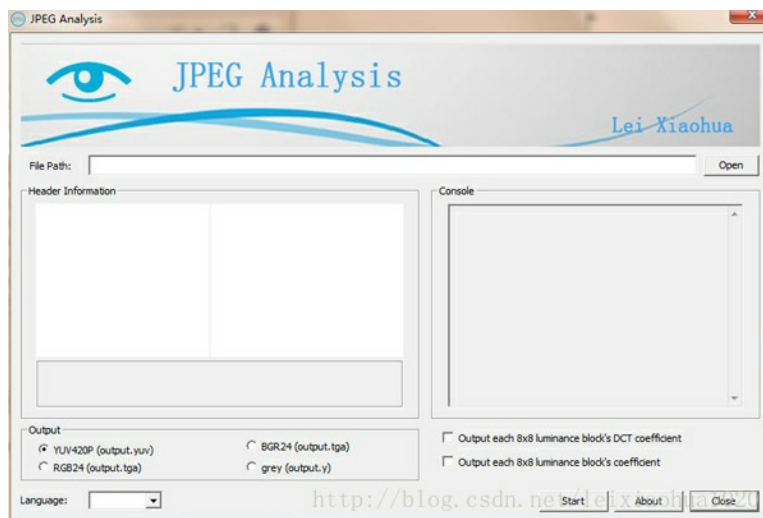 JPEG Analysis
JPEG Analysis
Lei Xiaohua
File Path:
Open
Header Information
Console
Output
YUV420P (output.yuv)
BGR24 (output.tga)
RGB24 (output.tga)
grey (output.y)
Output each 8x8 luminance block's DCT coefficient
Output each 8x8 luminance block's coefficient
Language:
Start
About
Close
http://blog.csdn.net/leixiaohua1020